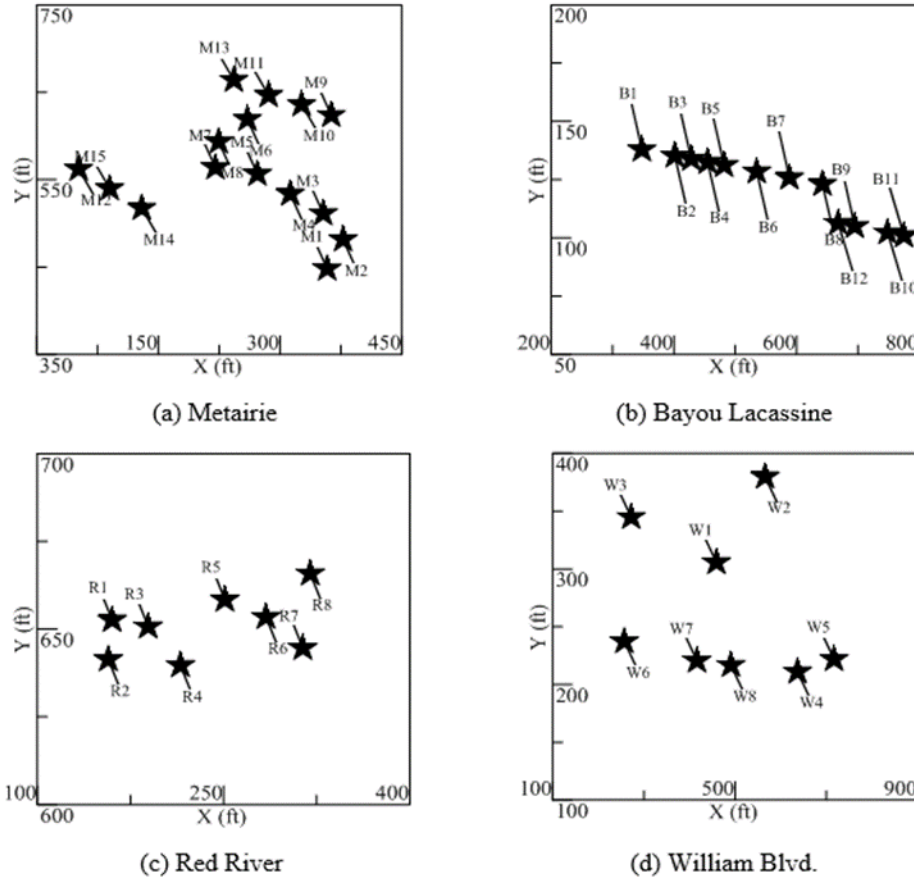 750
M13
M11
M9
M10
M7
M5
M6
M8
M15
550
M12
M3
M14
M4
M1
M2
Y (ft)
350
150
300
450
X (ft)
(a) Metairie
200
B1
B3
B5
B7
150
B9
B11
B2
B4
B6
B8
B12
B10
100
Y (ft)
200
50
400
600
800
X (ft)
(b) Bayou Lacassine
700
R1
R3
R5
R7
R8
650
R6
R2
R4
Y (ft)
100
600
250
400
X (ft)
(c) Red River
400
W3
W2
W1
300
W7
W5
W6
W8
W4
200
Y (ft)
100
100
500
900
X (ft)
(d) William Blvd.